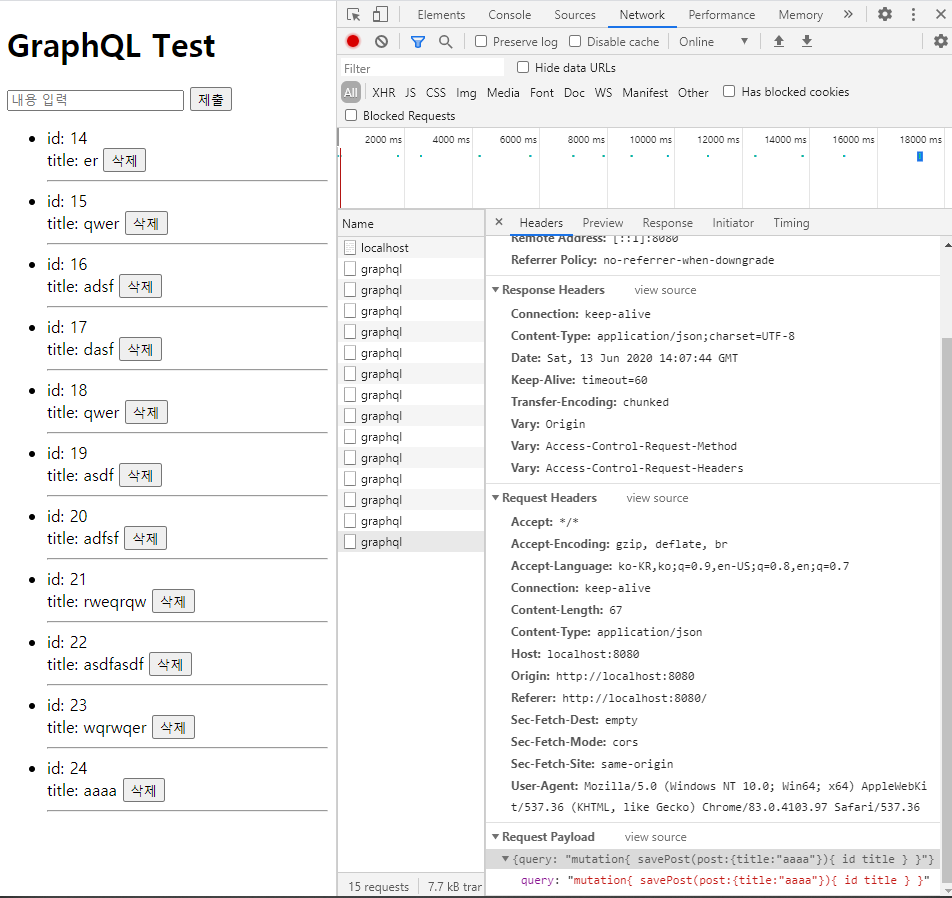 GraphQL Test
내용 입력 제출
id: 14
title: er 삭제
id: 15
title: qwer 삭제
id: 16
title: adsf 삭제
id: 17
title: dasf 삭제
id: 18
title: qwer 삭제
id: 19
title: asdf 삭제
id: 20
title: adfsf 삭제
id: 21
title: rweqrqw 삭제
id: 22
title: asdfasdf 삭제
id: 23
title: wqrwqer 삭제
id: 24
title: aaaa 삭제
Elements Console Sources Network Performance Memory »
Preserve log Disable cache Online ▼
Filter Hide data URLs
All XHR JS CSS Img Media Font Doc WS Manifest Other Has blocked cookies
Blocked Requests
2000 ms 4000 ms 6000 ms 8000 ms 10000 ms 12000 ms 14000 ms 16000 ms 18000 ms
Name
localhost
graphql
graphql
graphql
graphql
graphql
graphql
graphql
graphql
graphql
graphql
graphql
graphql
graphql
graphql
15 requests 7.7 kB tran
× Headers Preview Response Initiator Timing
Remote Address: [::1]:8080
Referrer Policy: no-referrer-when-downgrade
▼ Response Headers view source
Connection: keep-alive
Content-Type: application/json;charset=UTF-8
Date: Sat, 13 Jun 2020 14:07:44 GMT
Keep-Alive: timeout=60
Transfer-Encoding: chunked
Vary: Origin
Vary: Access-Control-Request-Method
Vary: Access-Control-Request-Headers
▼ Request Headers view source
Accept: */*
Accept-Encoding: gzip, deflate, br
Accept-Language: ko-KR,ko;q=0.9,en-US;q=0.8,en;q=0.7
Connection: keep-alive
Content-Length: 67
Content-Type: application/json
Host: localhost:8080
Origin: http://localhost:8080
Referer: http://localhost:8080/
Sec-Fetch-Dest: empty
Sec-Fetch-Mode: cors
Sec-Fetch-Site: same-origin
User-Agent: Mozilla/5.0 (Windows NT 10.0; Win64; x64) AppleWebKi
t/537.36 (KHTML, like Gecko) Chrome/83.0.4103.97 Safari/537.36
▼ Request Payload view source
▼ {query: "mutation{ savePost(post:{title:"aaaa"}){ id title } }"}
query: "mutation{ savePost(post:{title:"aaaa"}){ id title } }"